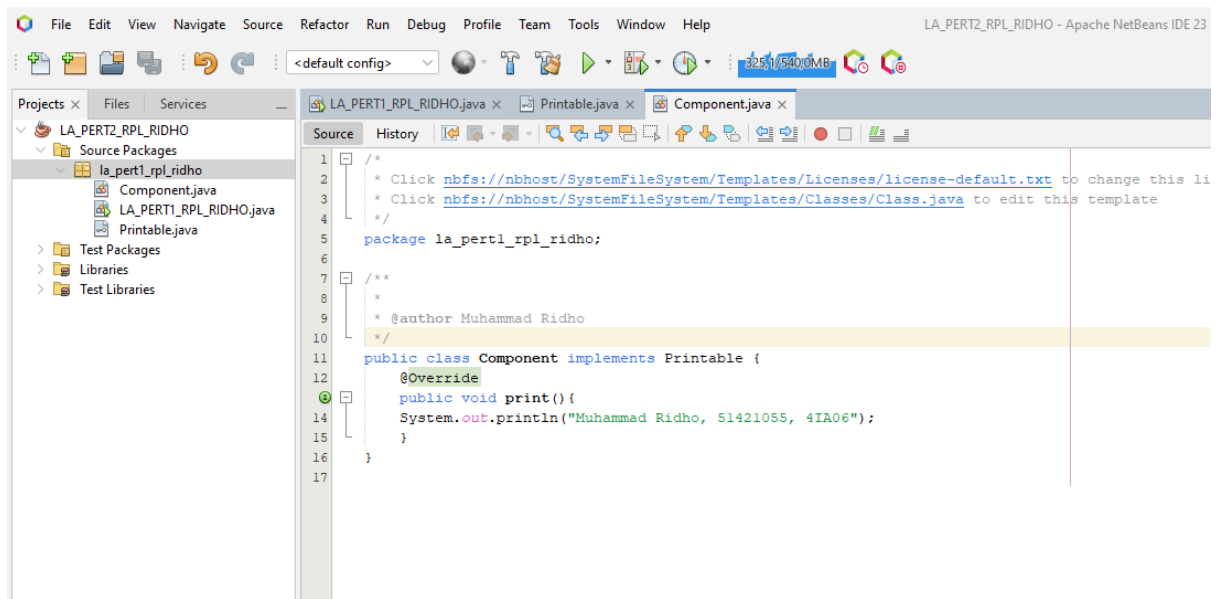 File Edit View Navigate Source Refactor Run Debug Profile Team Tools Window Help LA_PERT2_RPL_RIDHO - Apache NetBeans IDE 23
<default config> 325,1/540,0MB
Projects Files Services
LA_PERT1_RPL_RIDHO.java Printable.java Component.java
LA_PERT2_RPL_RIDHO
Source Packages
la_pert1_rpl_ridho
Component.java
LA_PERT1_RPL_RIDHO.java
Printable.java
Test Packages
Libraries
Test Libraries
Source History
1 /*
2 * Click nbfs://nbhost/SystemFileSystem/Templates/Licenses/license-default.txt to change this li
3 * Click nbfs://nbhost/SystemFileSystem/Templates/Classes/Class.java to edit this template
4 */
5 package la_pert1_rpl_ridho;
6
7 /**
8 *
9 * @author Muhammad Ridho
10 */
11 public class Component implements Printable {
12 @Override
public void print(){
14 System.out.println("Muhammad Ridho, 51421055, 4IA06");
15 }
16 }
17